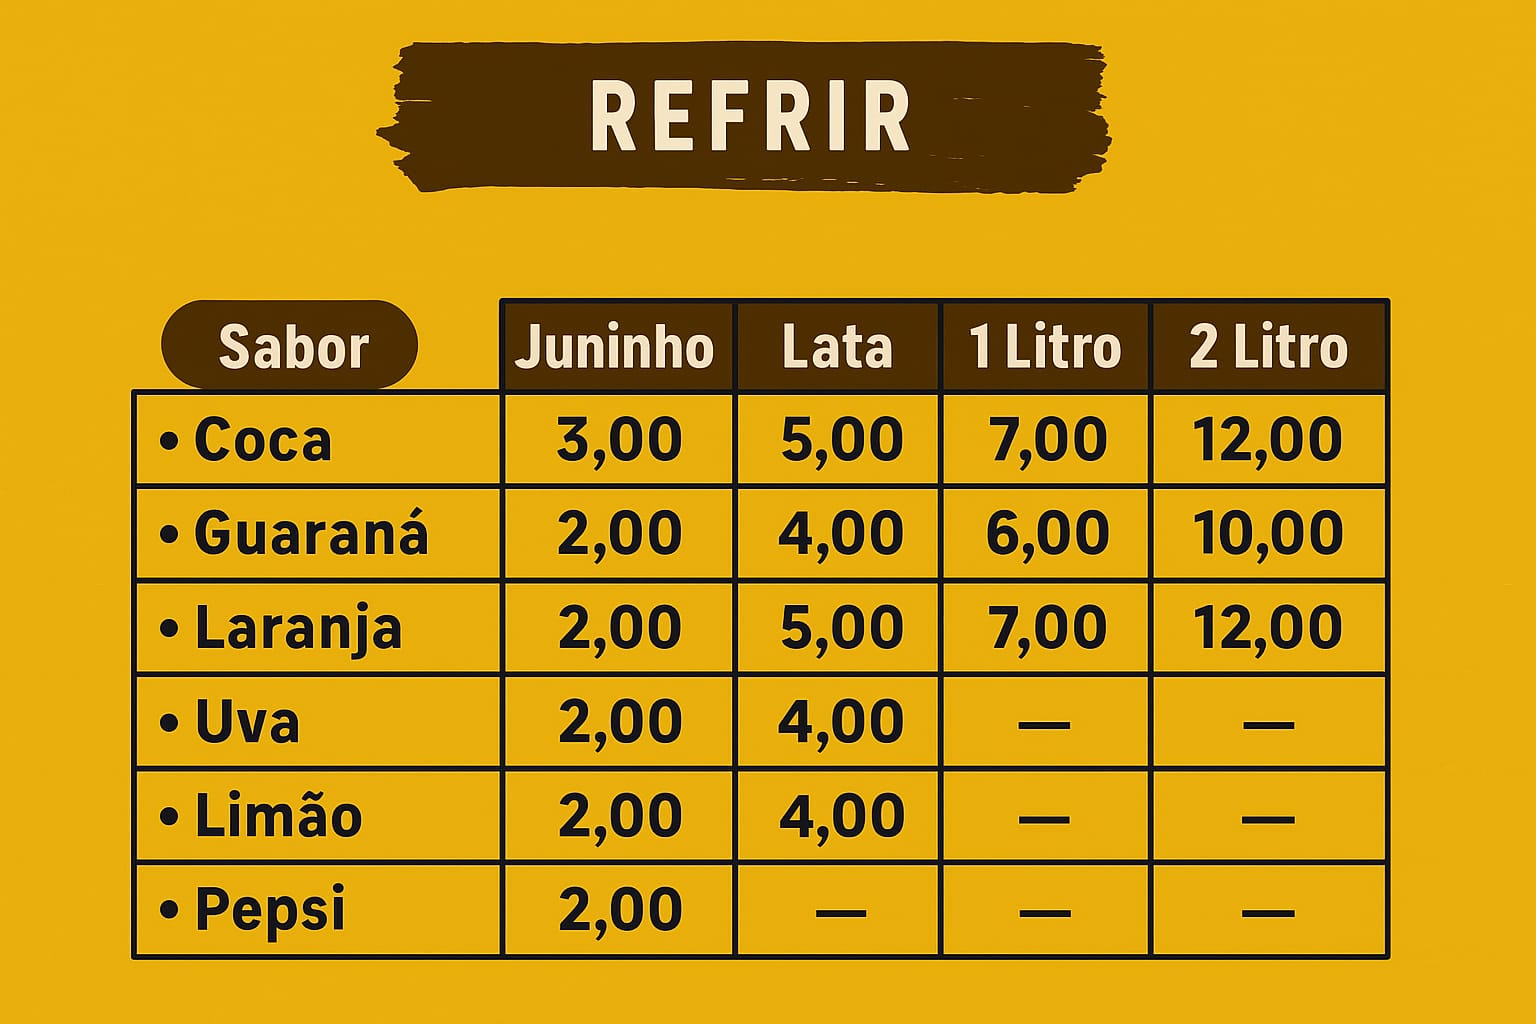 REFRIR
Sabor Juninho Lata 1 Litro 2 Litro
• Coca 3,00 5,00 7,00 12,00
• Guaraná 2,00 4,00 6,00 10,00
• Laranja 2,00 5,00 7,00 12,00
• Uva 2,00 4,00 — —
• Limão 2,00 4,00 — —
• Pepsi 2,00 — — —